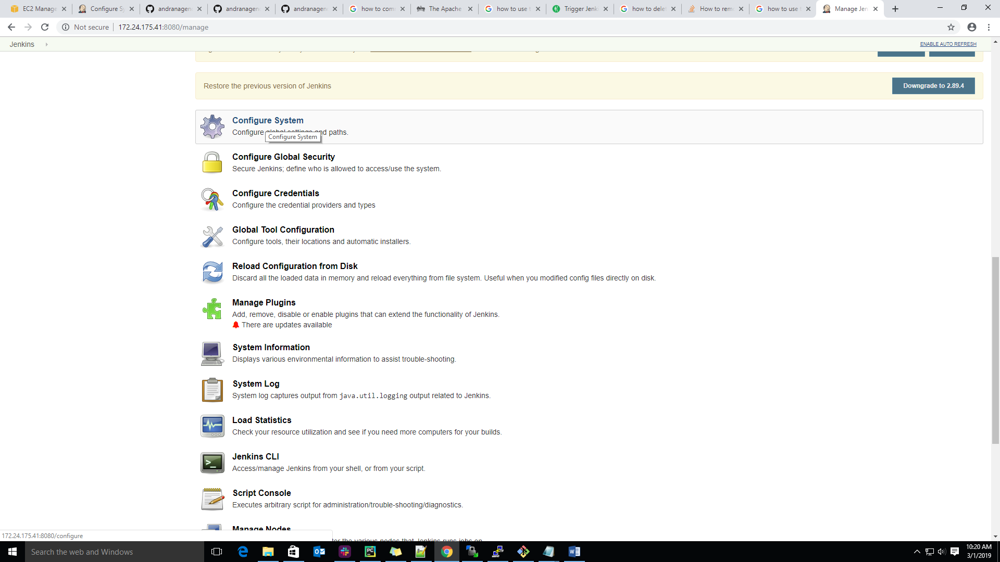 EC2 Manage
Configure Sy
andranagen
andranagen
andranagen
how to com
The Apache
how to use t
Trigger Jenki
how to delet
How to remo
how to use t
Manage Jen
Not secure
172.24.175.41:8080/manage
Jenkins
ENABLE AUTO REFRESH
Restore the previous version of Jenkins
Downgrade to 2.89.4
Configure System
Configure global settings and paths.
Configure System
Configure Global Security
Secure Jenkins; define who is allowed to access/use the system.
Configure Credentials
Configure the credential providers and types
Global Tool Configuration
Configure tools, their locations and automatic installers.
Reload Configuration from Disk
Discard all the loaded data in memory and reload everything from file system. Useful when you modified config files directly on disk.
Manage Plugins
Add, remove, disable or enable plugins that can extend the functionality of Jenkins.
There are updates available
System Information
Displays various environmental information to assist trouble-shooting.
System Log
System log captures output from java.util.logging output related to Jenkins.
Load Statistics
Check your resource utilization and see if you need more computers for your builds.
Jenkins CLI
Access/manage Jenkins from your shell, or from your script.
Script Console
Executes arbitrary script for administration/trouble-shooting/diagnostics.
Manage Nodes
172.24.175.41:8080/configure
for the various nodes that Jenkins runs jobs on
Search the web and Windows
10:20 AM
3/1/2019